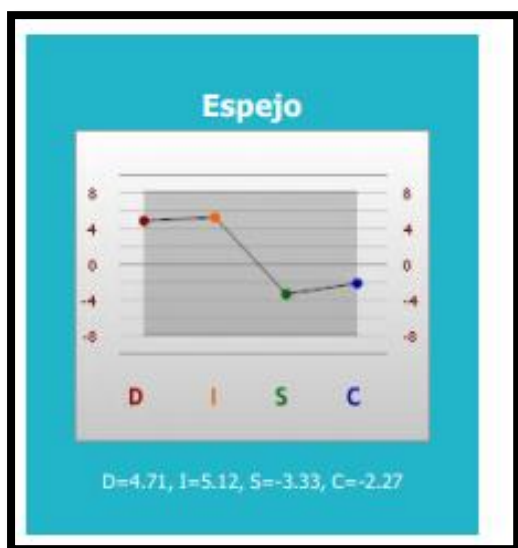 Espejo
8 8
4 4
0 0
-4 -4
-8 -8
D I S C
D=4.71, I=5.12, S=-3.33, C=-2.27